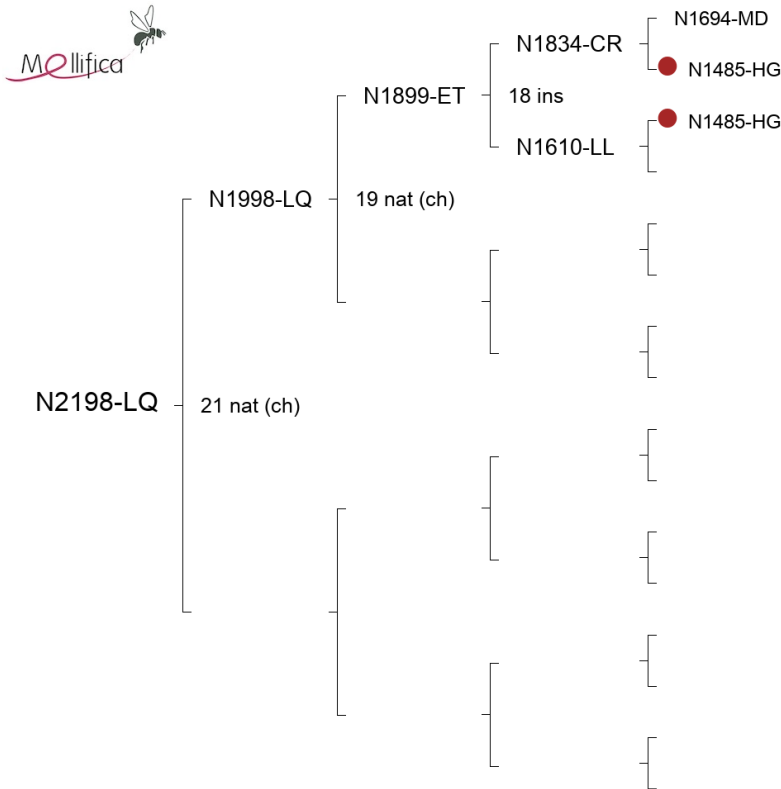 Mellifica
N1694-MD
N1834-CR
N1485-HG
N1899-ET
18 ins
N1485-HG
N1610-LL
N1998-LQ
19 nat (ch)
N2198-LQ
21 nat (ch)